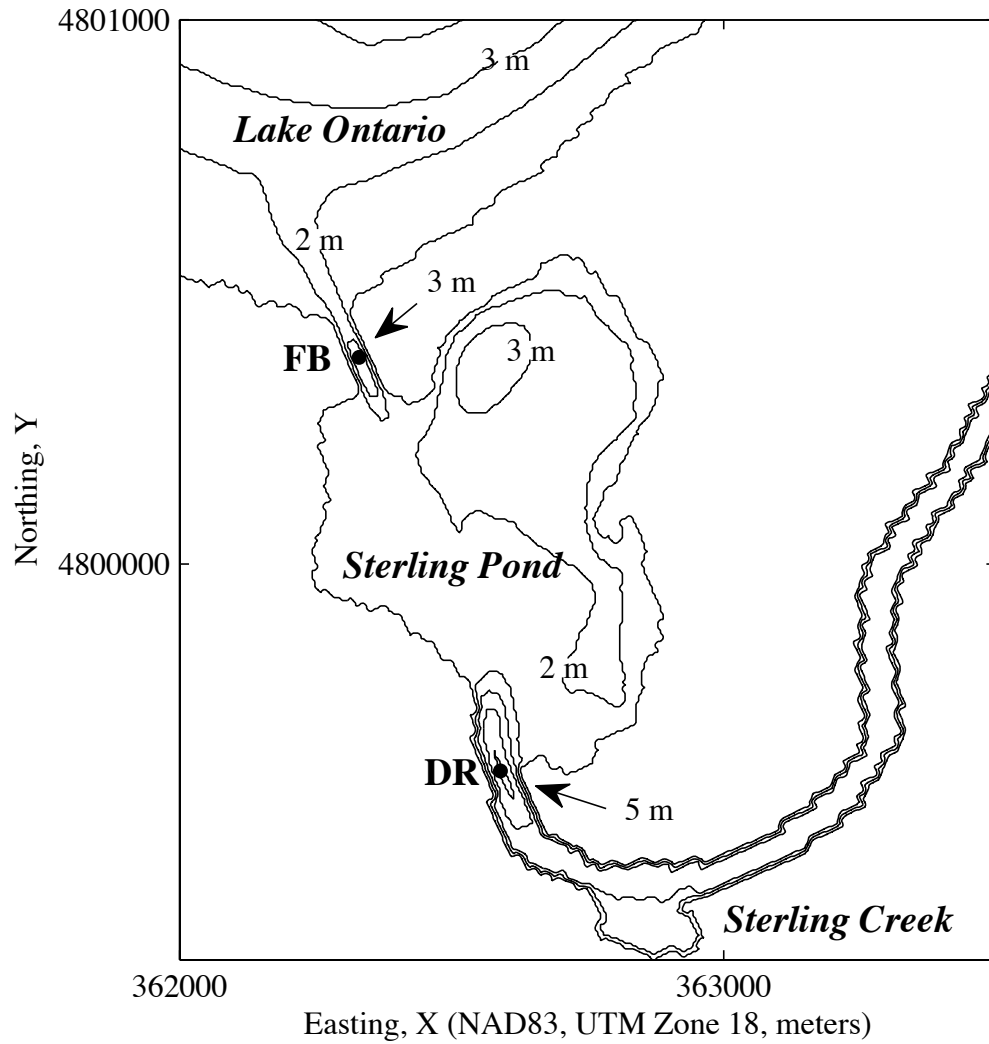 4801000
3 m
Lake Ontario
2 m
3 m
FB
3 m
Northing, Y
4800000
Sterling Pond
2 m
DR
5 m
Sterling Creek
362000
363000
Easting, X (NAD83, UTM Zone 18, meters)